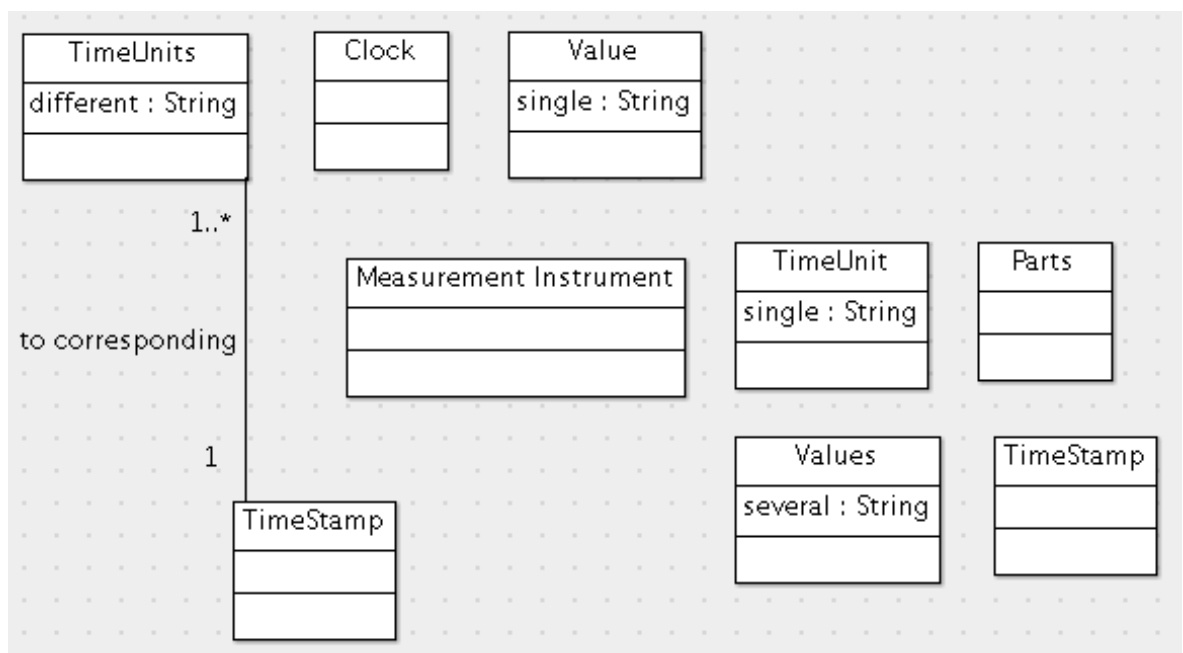 TimeUnits
different : String
Clock
Value
single : String
1..*
to corresponding
1
TimeStamp
Measurement Instrument
TimeUnit
single : String
Parts
Values
several : String
TimeStamp